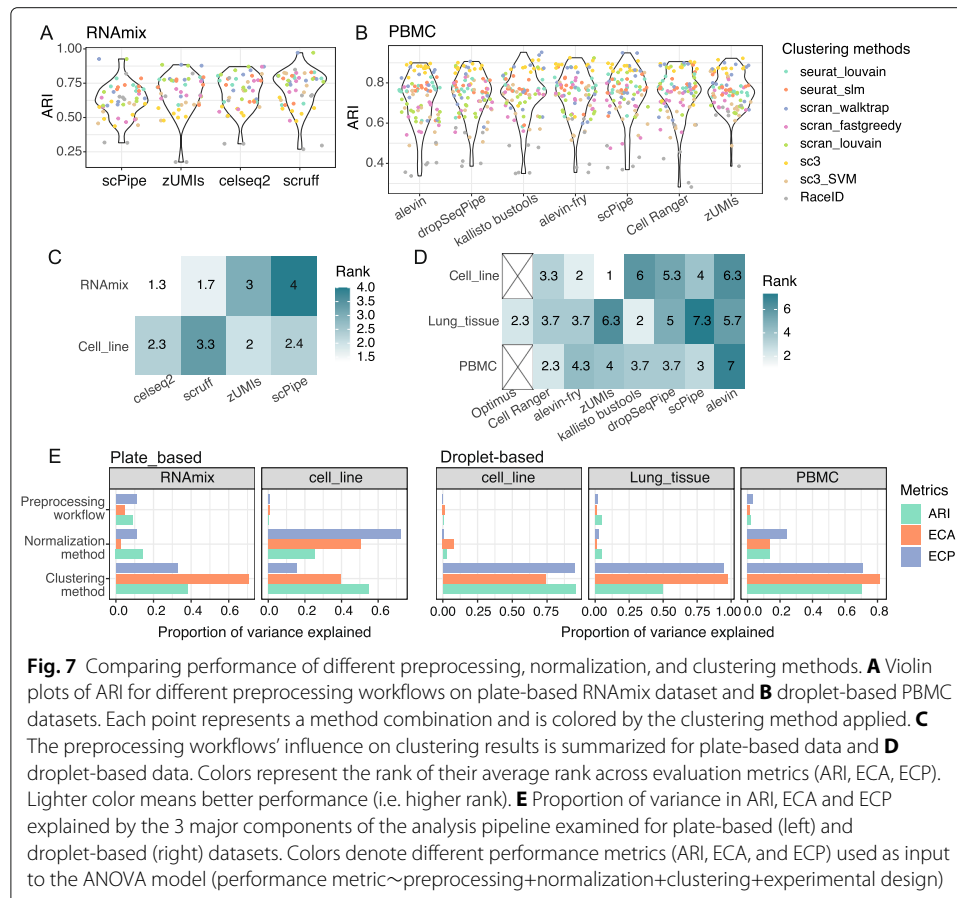 A RNAmix
1.00
0.75
0.50
0.25
ARI
scPipe zUMIs celseq2 scruff
B PBMC
0.8
0.6
0.4
ARI
alevin dropSeqPipe kallisto bustools alevin-fry scPipe Cell Ranger zUMIs
Clustering methods
seurat_louvain
seurat_slm
scran_walktrap
scran_fastgreedy
scran_louvain
sc3
sc3_SVM
RaceID
C
RNAmix 1.3 1.7 3 4
Cell_line 2.3 3.3 2 2.4
celseq2 scruff zUMIs scPipe
Rank
4.0
3.5
3.0
2.5
2.0
1.5
D
Cell_line 3.3 2 1 6 5.3 4 6.3
Lung_tissue 2.3 3.7 3.7 6.3 2 5 7.3 5.7
PBMC 2.3 4.3 4 3.7 3.7 3 7
Optimus Cell Ranger alevin-fry zUMIs kallisto bustools dropSeqPipe scPipe alevin
Rank
6
4
2
E Plate_based
RNAmix cell_line
Preprocessing
workflow
Normalization
method
Clustering
method
0.0 0.2 0.4 0.6 0.0 0.2 0.4 0.6
Proportion of variance explained
Droplet-based
cell_line Lung_tissue PBMC
0.00 0.25 0.50 0.75 0.00 0.25 0.50 0.75 1.00 0.0 0.2 0.4 0.6 0.8
Proportion of variance explained
Metrics
ARI
ECA
ECP
Fig. 7 Comparing performance of different preprocessing, normalization, and clustering methods. A Violin
plots of ARI for different preprocessing workflows on plate-based RNAmix dataset and B droplet-based PBMC
datasets. Each point represents a method combination and is colored by the clustering method applied. C
The preprocessing workflows' influence on clustering results is summarized for plate-based data and D
droplet-based data. Colors represent the rank of their average rank across evaluation metrics (ARI, ECA, ECP).
Lighter color means better performance (i.e. higher rank). E Proportion of variance in ARI, ECA and ECP
explained by the 3 major components of the analysis pipeline examined for plate-based (left) and
droplet-based (right) datasets. Colors denote different performance metrics (ARI, ECA, and ECP) used as input
to the ANOVA model (performance metric~preprocessing+normalization+clustering+experimental design)